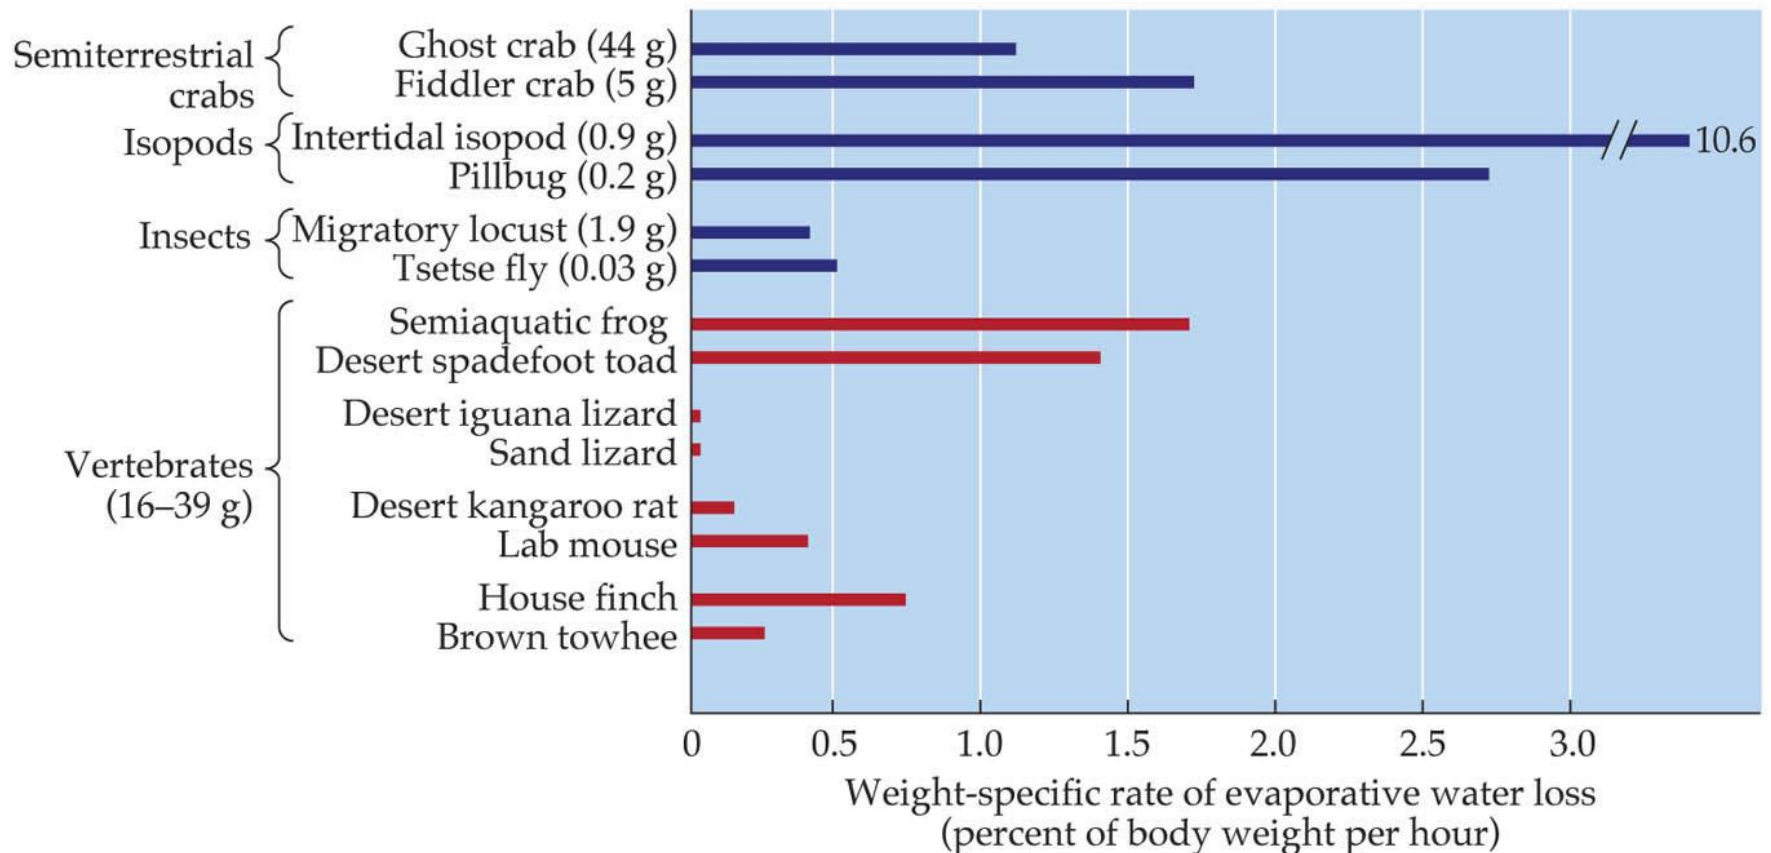 Semiterrestrial
crabs
Ghost crab (44 g)
Fiddler crab (5 g)
Isopods
Intertidal isopod (0.9 g)
10.6
Pillbug (0.2 g)
Insects
Migratory locust (1.9 g)
Tsetse fly (0.03 g)
Vertebrates
(16–39 g)
Semiaquatic frog
Desert spadefoot toad
Desert iguana lizard
Sand lizard
Desert kangaroo rat
Lab mouse
House finch
Brown towhee
0 0.5 1.0 1.5 2.0 2.5 3.0
Weight-specific rate of evaporative water loss
(percent of body weight per hour)